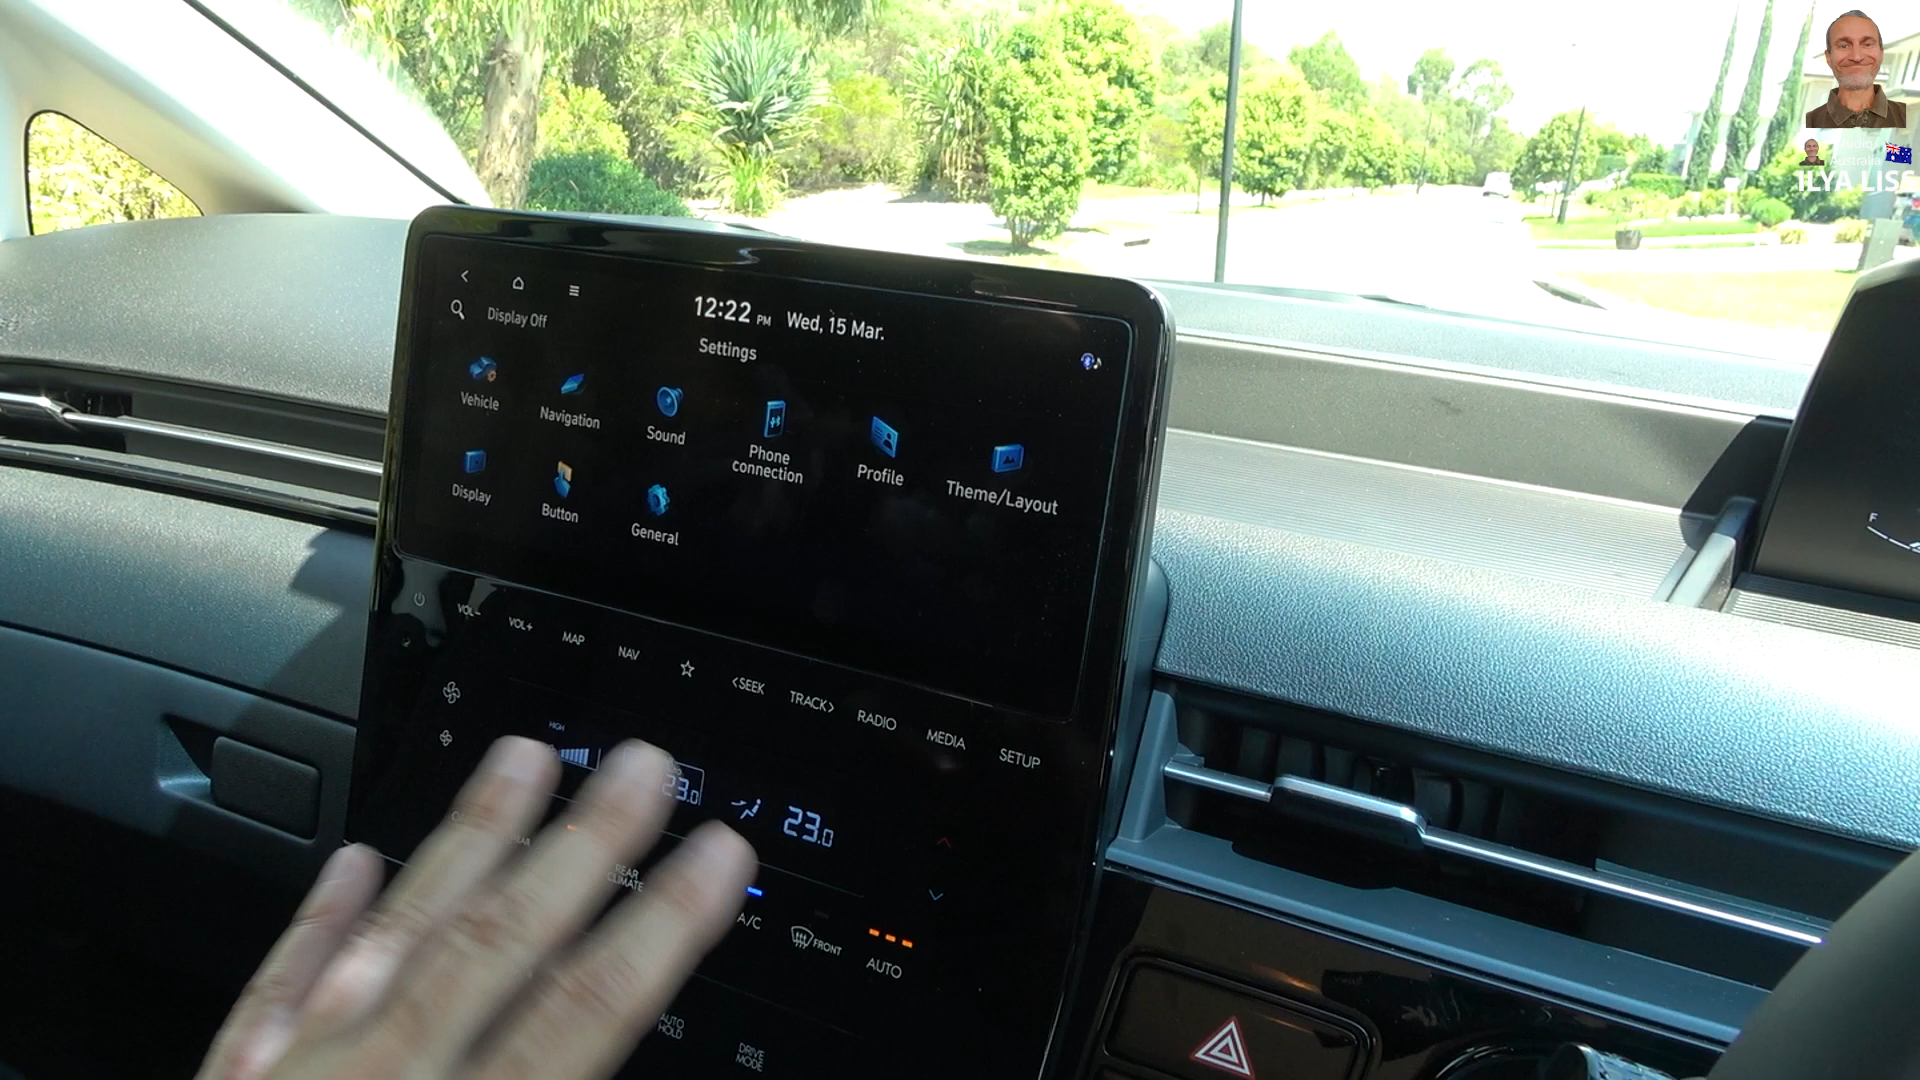 Australia
ILYA LISS
12:22 PM Wed, 15 Mar.
Display Off
Settings
Vehicle
Navigation
Sound
Phone
connection
Profile
Theme/Layout
Display
Button
General
VOL-
VOL+
MAP
NAV
<SEEK
TRACK>
RADIO
MEDIA
SETUP
HIGH
23.0
23.0
REAR
CLIMATE
A/C
FRONT
AUTO
AUTO
HOLD
DRIVE
MODE
F